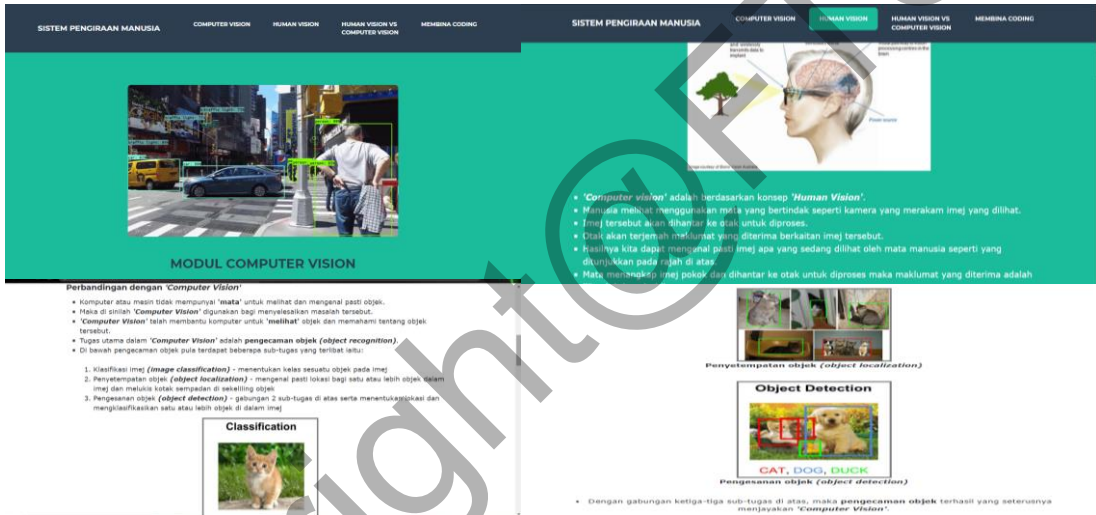 SISTEM PENGIRAAN MANUSIA
COMPUTER VISION
HUMAN VISION
HUMAN VISION VS
COMPUTER VISION
MEMBINA CODING
MODUL COMPUTER VISION
SISTEM PENGIRAAN MANUSIA
COMPUTER VISION
HUMAN VISION
HUMAN VISION VS
COMPUTER VISION
MEMBINA CODING
Power source
• 'Computer vision' adalah berdasarkan konsep 'Human Vision'.
• Manusia melihat menggunakan mata yang bertindak seperti kamera yang merakam imej yang dilihat.
• Imej tersebut akan dihantar ke otak untuk diproses.
• Otak akan terjemah maklumat yang diterima berkaitan imej tersebut.
• Hasilnya kita dapat mengenal pasti imej apa yang sedang dilihat oleh mata manusia seperti yang
ditunjukkan pada rajah di atas.
• Mata menangkap imej pokok dan dihantar ke otak untuk diproses maka maklumat yang diterima adalah
Perbandingan dengan 'Computer Vision'
• Komputer atau mesin tidak mempunyai 'mata' untuk melihat dan mengenal pasti objek.
• Maka di sinilah 'Computer Vision' digunakan bagi menyelesaikan masalah tersebut.
• 'Computer Vision' telah membantu komputer untuk 'melihat' objek dan memahami tentang objek
tersebut.
• Tugas utama dalam 'Computer Vision' adalah pengecaman objek (object recognition).
• Di bawah pengecaman objek pula terdapat beberapa sub-tugas yang terlibat iaitu:
1. Klasifikasi imej (image classification) - menentukan kelas sesuatu objek pada imej
2. Penyetempatan objek (object localization) - mengenal pasti lokasi bagi satu atau lebih objek dalam
imej dan melukis kotak sempadan di sekeliling objek
3. Pengesanan objek (object detection) - gabungan 2 sub-tugas di atas serta menentukan lokasi dan
mengklasifikasikan satu atau lebih objek di dalam imej
Classification
Penyetempatan objek (object localization)
Object Detection
CAT, DOG, DUCK
Pengesanan objek (object detection)
• Dengan gabungan ketiga-tiga sub-tugas di atas, maka pengecaman objek terhasil yang seterusnya
menjayakan 'Computer Vision'.